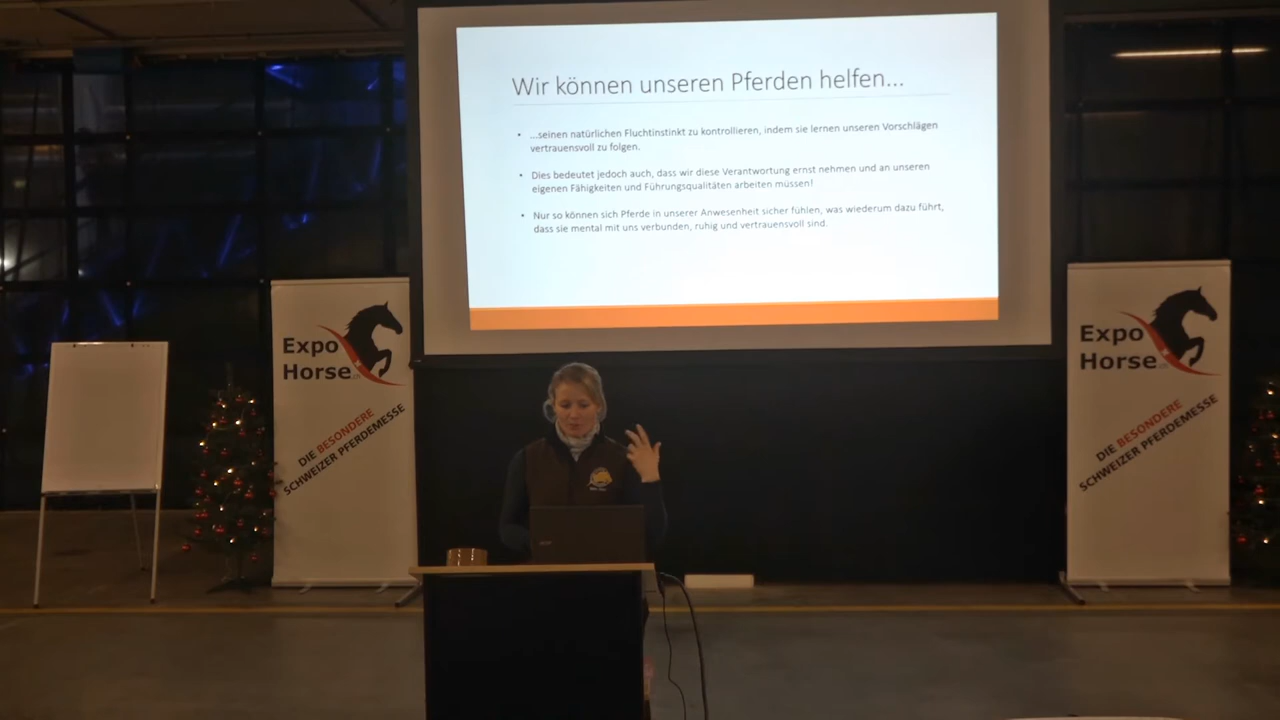 Wir können unseren Pferden helfen...
• ...seinen natürlichen Fluchtinstinkt zu kontrollieren, indem sie lernen unseren Vorschlägen
vertrauensvoll zu folgen.
• Dies bedeutet jedoch auch, dass wir diese Verantwortung ernst nehmen und an unseren
eigenen Fähigkeiten und Führungsqualitäten arbeiten müssen!
• Nur so können sich Pferde in unserer Anwesenheit sicher fühlen, was wiederum dazu führt,
dass sie mental mit uns verbunden, ruhig und vertrauensvoll sind.
Expo
Horse.ch
DIE BESONDERE
SCHWEIZER PFERDEMESSE
Expo
Horse.ch
DIE BESONDERE
SCHWEIZER PFERDEMESSE